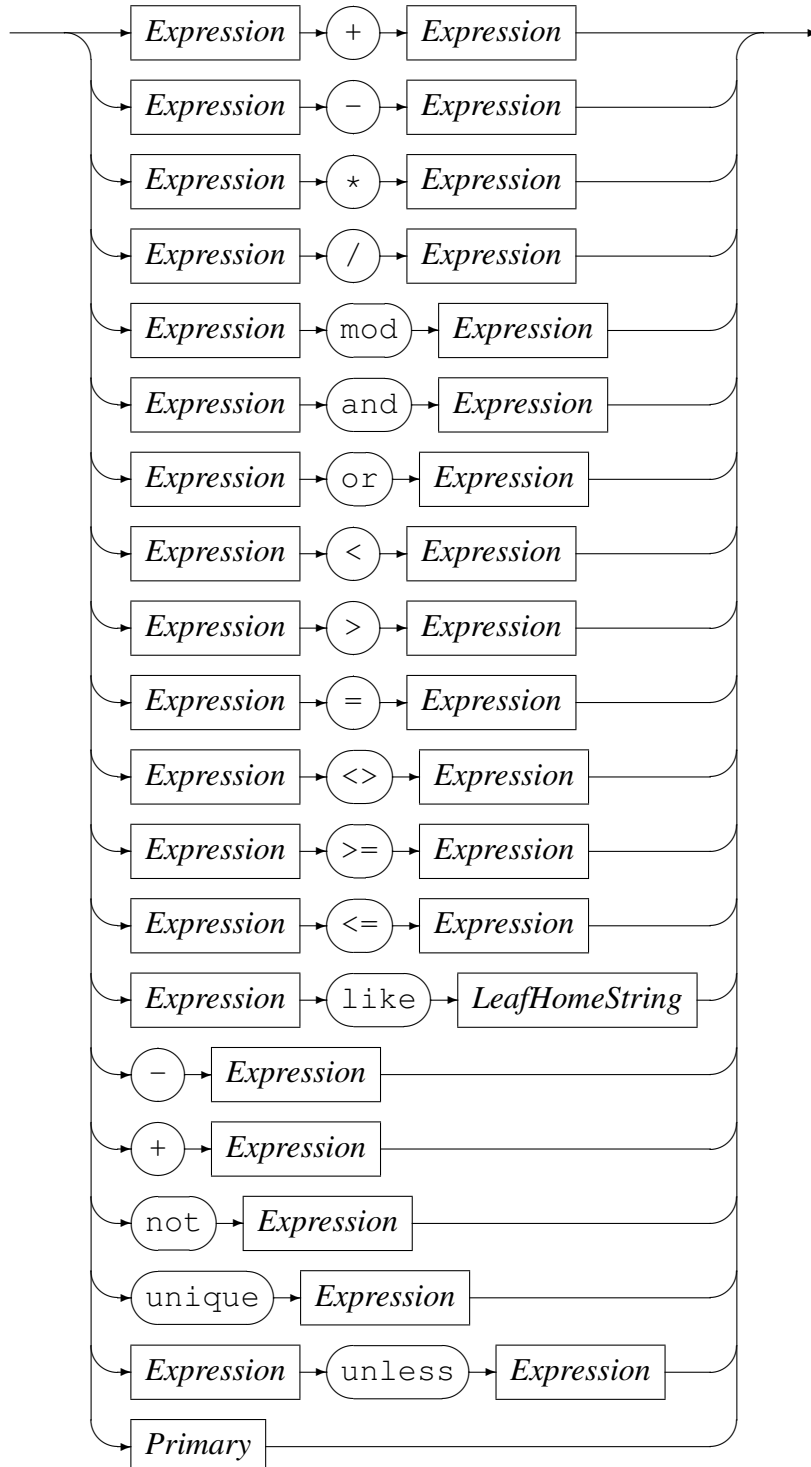 Expression + Expression
Expression - Expression
Expression * Expression
Expression / Expression
Expression mod Expression
Expression and Expression
Expression or Expression
Expression < Expression
Expression > Expression
Expression = Expression
Expression <> Expression
Expression >= Expression
Expression <= Expression
Expression like LeafHomeString
- Expression
+ Expression
not Expression
unique Expression
Expression unless Expression
Primary